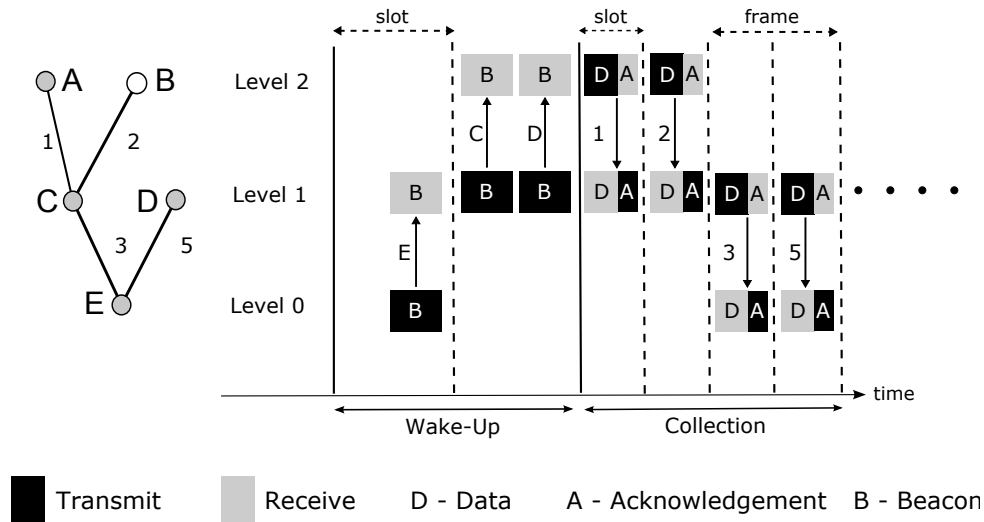 slot
slot
frame
A
B
1
2
C
D
3
5
E
Level 2
B
B
D A
D A
C
D
1
2
Level 1
B
B
B
D A
D A
D A
D A
E
3
5
Level 0
B
D A
D A
time
Wake-Up
Collection
Transmit
Receive
D - Data
A - Acknowledgement
B - Beacon